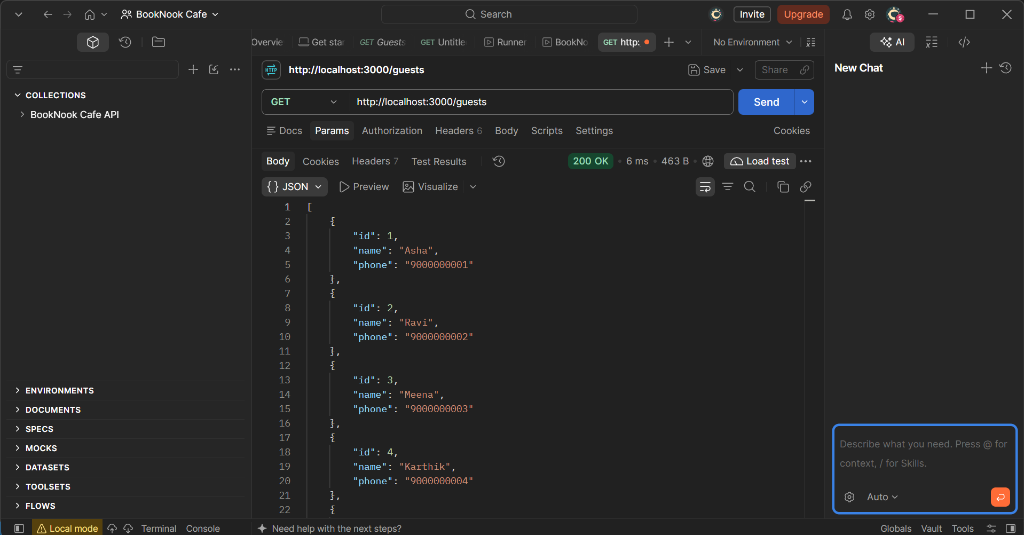 BookNook Cafe
Search
Invite
Upgrade
Overvie
Get sta
GET Guests
GET Untitle
Runner
BookNo
GET http:
No Environment
AI
HTTP
http://localhost:3000/guests
Save
Share
New Chat
COLLECTIONS
BookNook Cafe API
GET
http://localhost:3000/guests
Send
Docs
Params
Authorization
Headers 6
Body
Scripts
Settings
Cookies
Body
Cookies
Headers 7
Test Results
200 OK
6 ms
463 B
Load test
{} JSON
Preview
Visualize
1 [
2 {
3 "id": 1,
4 "name": "Asha",
5 "phone": "9000000001"
6 },
7 {
8 "id": 2,
9 "name": "Ravi",
10 "phone": "9000000002"
11 },
12 {
13 "id": 3,
14 "name": "Meena",
15 "phone": "9000000003"
16 },
17 {
18 "id": 4,
19 "name": "Karthik",
20 "phone": "9000000004"
21 },
22 {
ENVIRONMENTS
DOCUMENTS
SPECS
MOCKS
DATASETS
TOOLSETS
FLOWS
Describe what you need. Press @ for
context, / for Skills.
Auto
Local mode
Terminal
Console
Need help with the next steps?
Globals
Vault
Tools